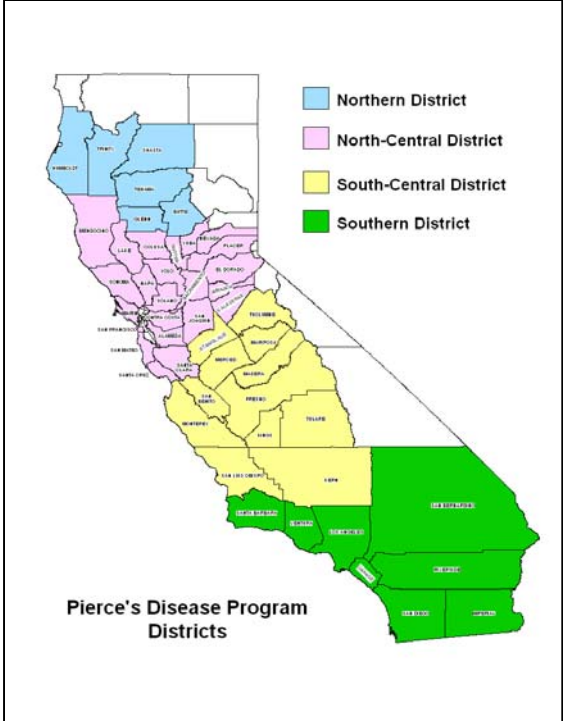 Northern District
North-Central District
South-Central District
Southern District
HUMBOLDT
TRINITY
SHASTA
TEHAMA
GLENN
BUTTE
MENDOCINO
LAKE
COLUSA
YUBA
NEVADA
PLACER
SONOMA
NAPA
YOLO
EL DORADO
SOLANO
SACRAMENTO
CONTRA COSTA
SAN JOAQUIN
CALAVERAS
SAN FRANCISCO
ALAMEDA
SAN MATEO
SANTA CLARA
SANTA CRUZ
TUOLUMNE
STANISLAUS
MARIPOSA
MERCED
MADERA
SAN BENITO
FRESNO
MONTEREY
KINGS
TULARE
SAN LUIS OBISPO
KERN
SANTA BARBARA
VENTURA
LOS ANGELES
SAN BERNARDINO
ORANGE
RIVERSIDE
SAN DIEGO
IMPERIAL
Pierce's Disease Program
Districts